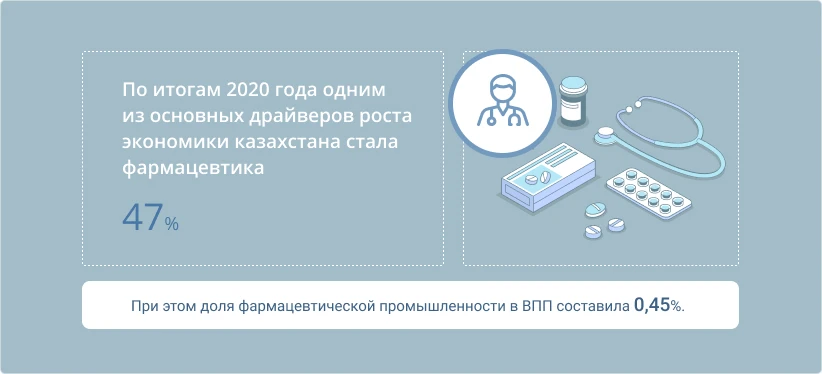 По итогам 2020 года одним
из основных драйверов роста
экономики казахстана стала
фармацевтика
47%
При этом доля фармацевтической промышленности в ВПП составила 0,45%.